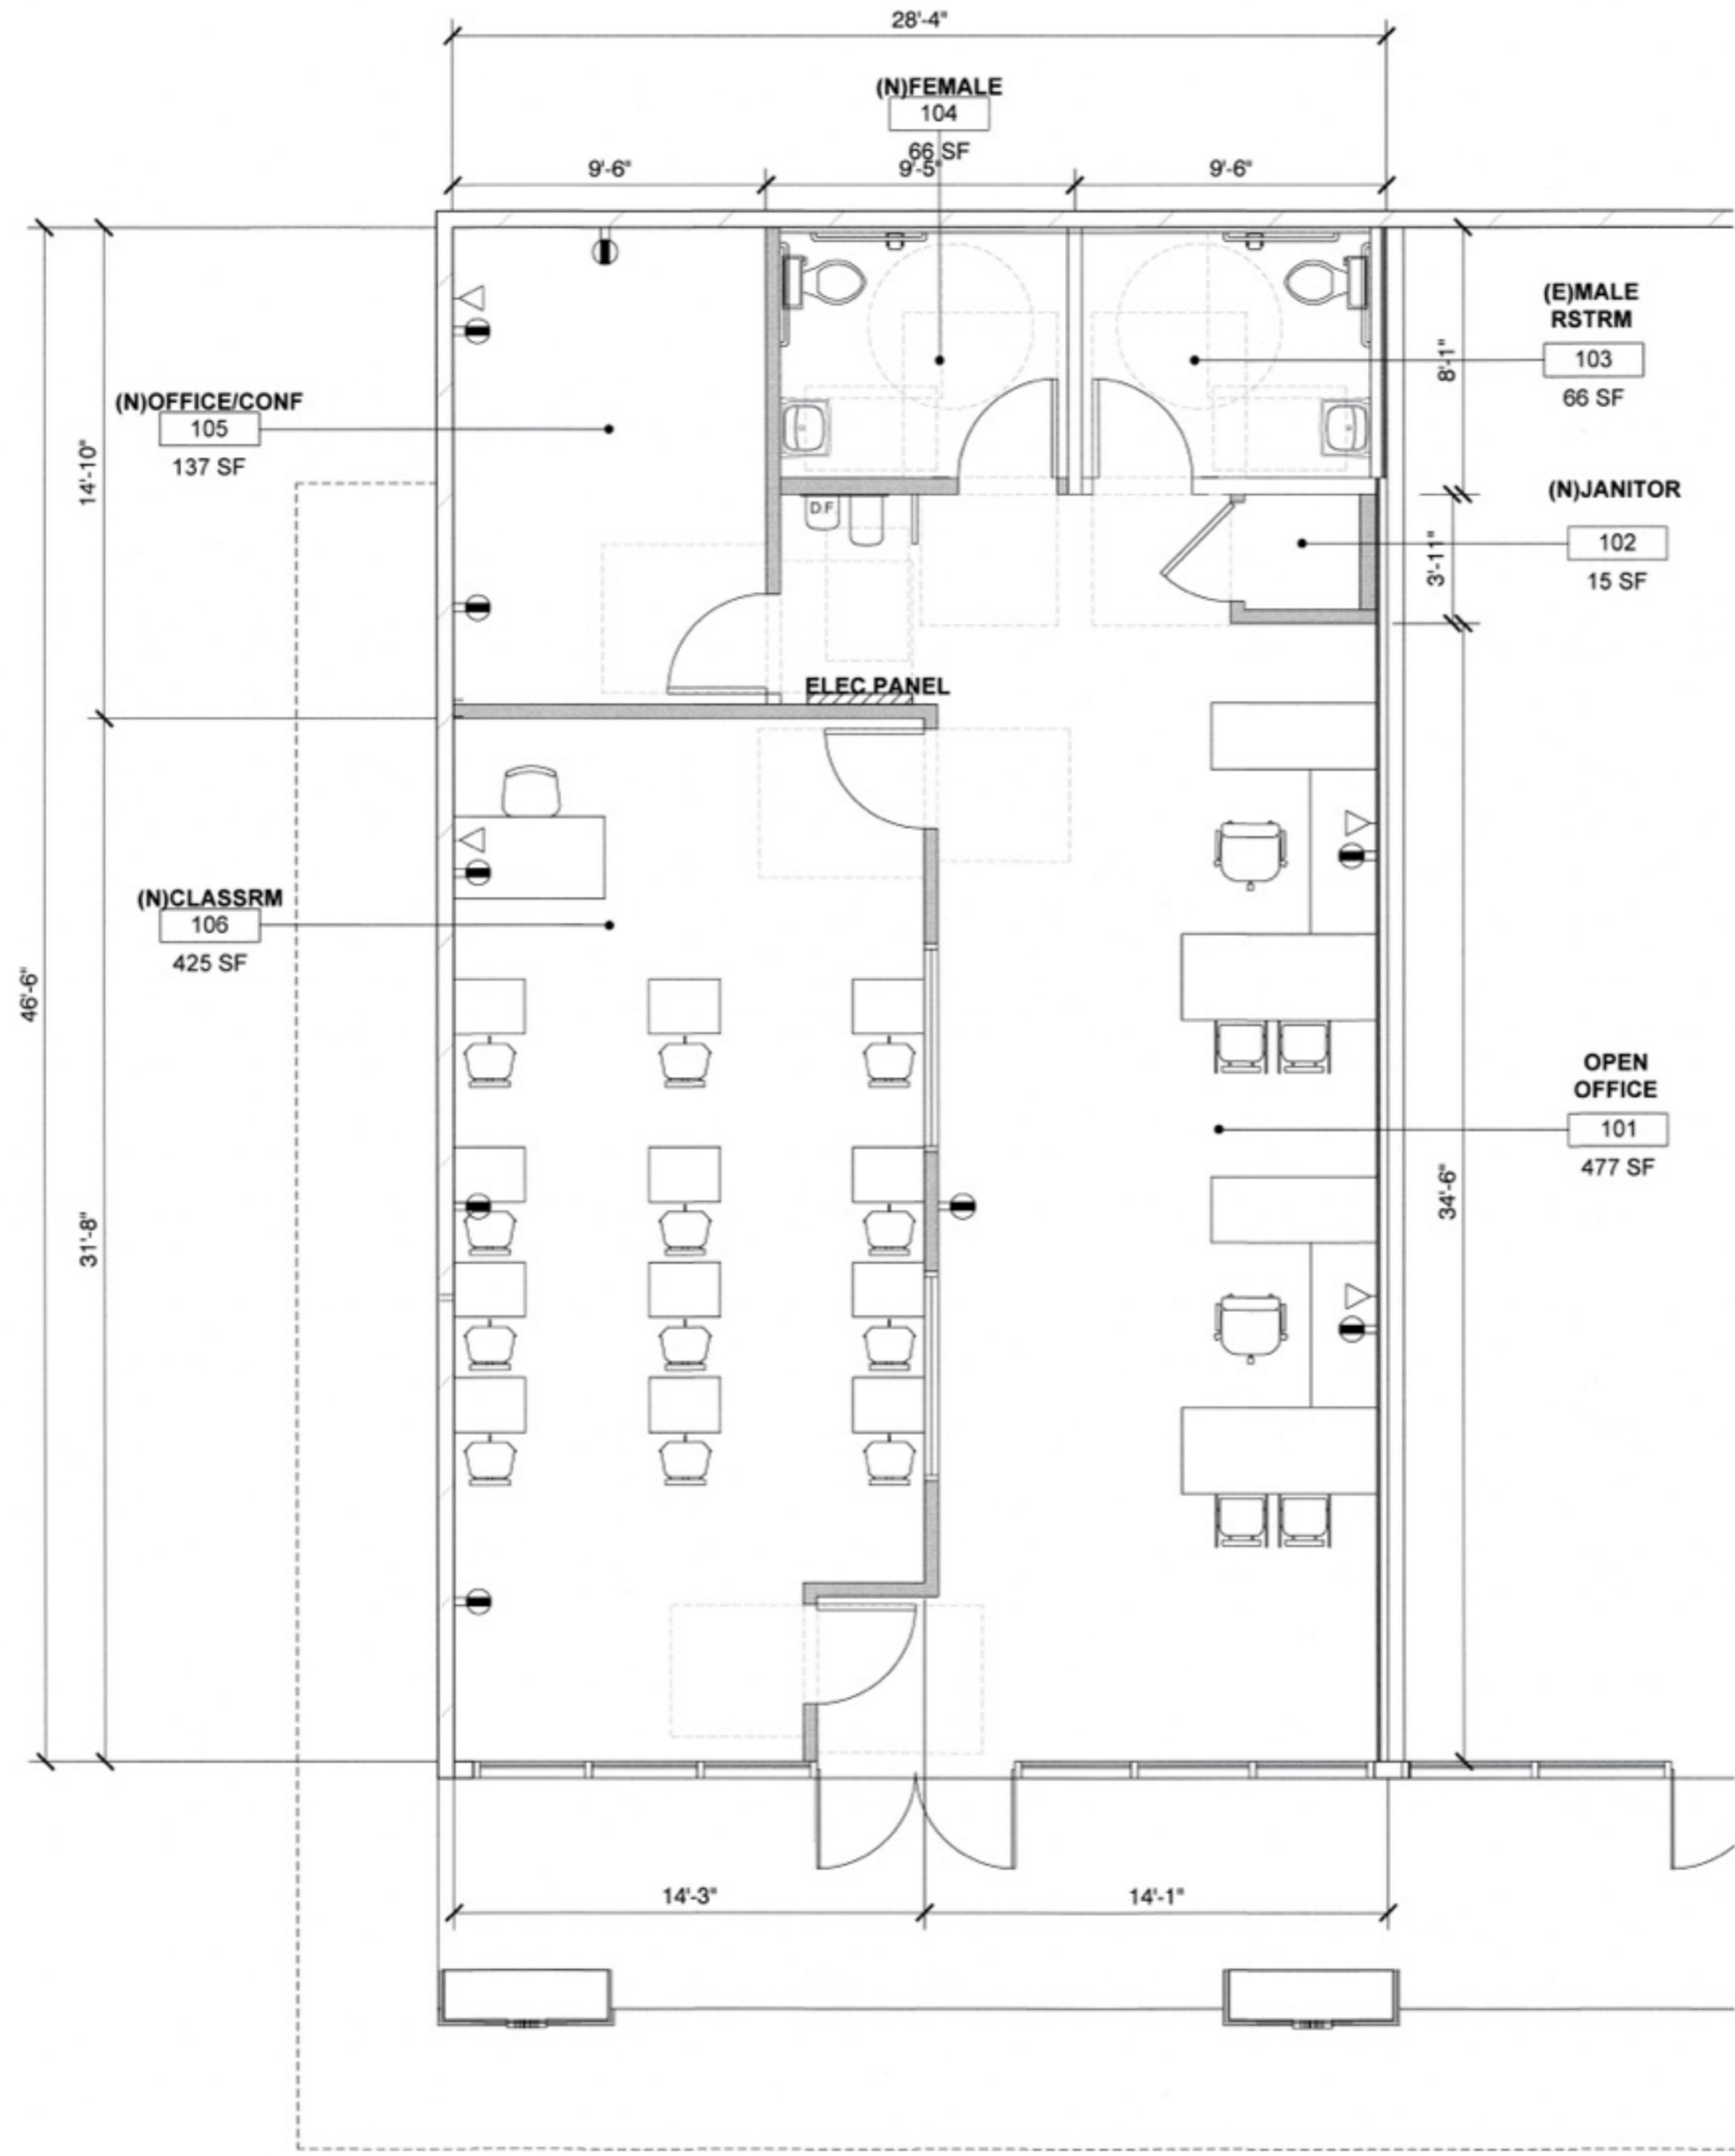 28'-4"
(N)FEMALE
104
66 SF
9'-6"
9'-5"
9'-6"
(E)MALE
RSTRM
103
66 SF
8'-1"
(N)OFFICE/CONF
105
137 SF
14'-10"
(N)JANITOR
102
15 SF
3'-11"
D.F.
ELEC PANEL
(N)CLASSRM
106
425 SF
46'-6"
OPEN
OFFICE
101
477 SF
34'-6"
31'-8"
14'-3"
14'-1"